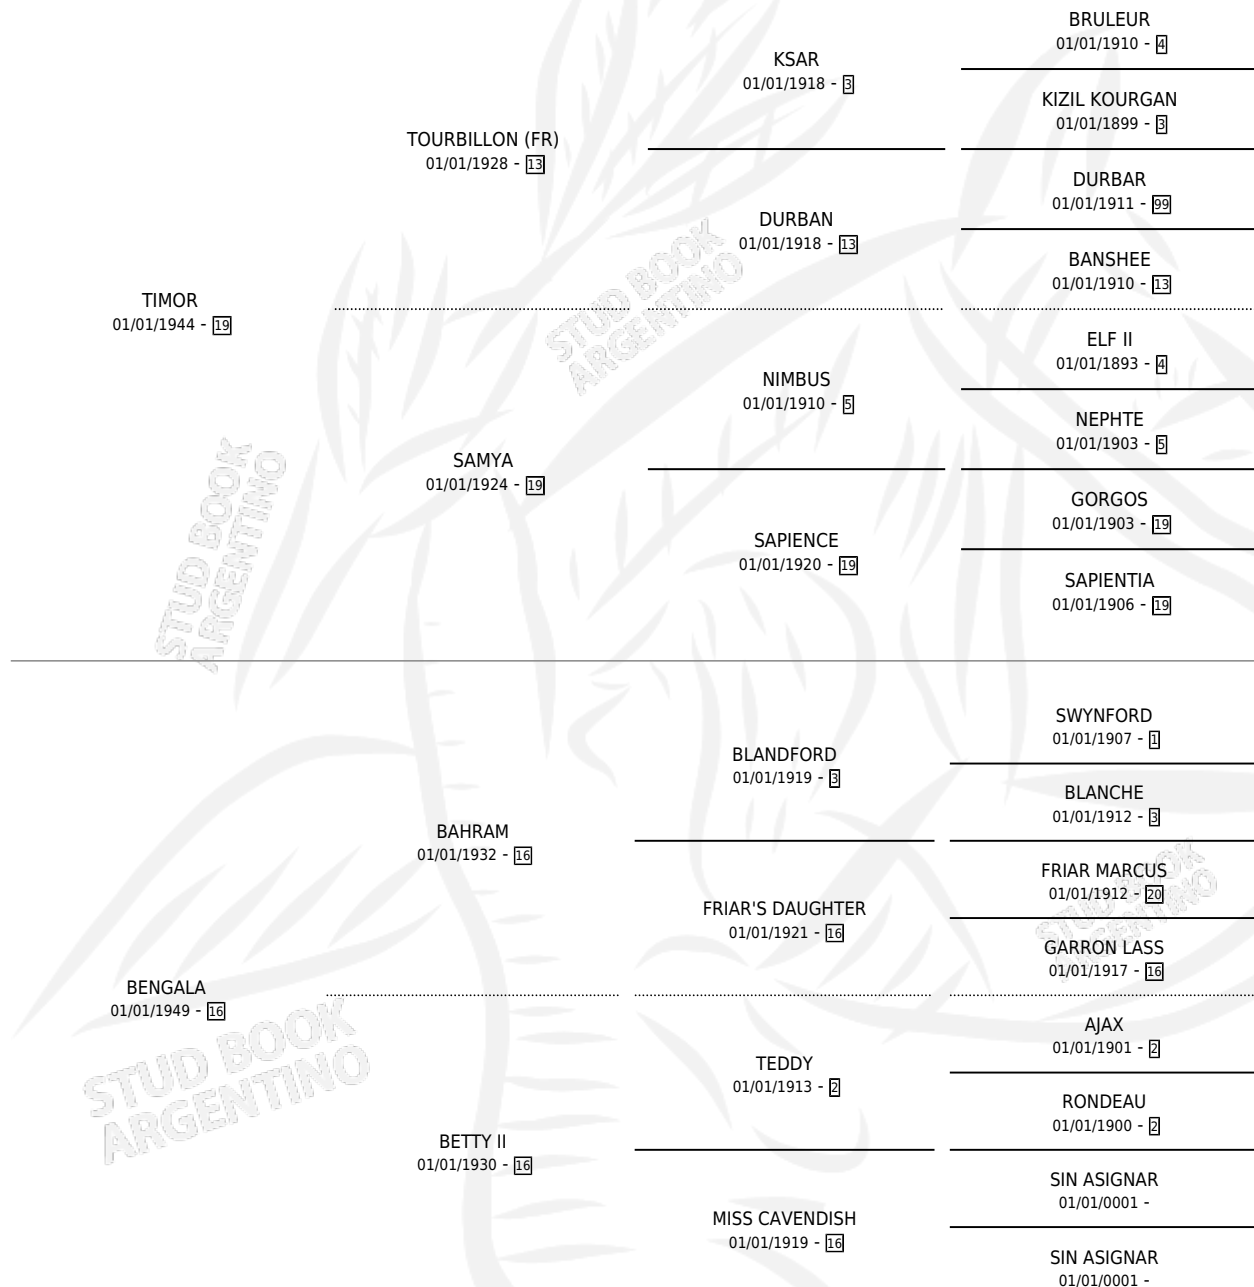 TIMOR
01/01/1944 - 19
TOURBILLON (FR)
01/01/1928 - 13
KSAR
01/01/1918 - 3
BRULEUR
01/01/1910 - 4
KIZIL KOURGAN
01/01/1899 - 3
DURBAN
01/01/1918 - 13
DURBAR
01/01/1911 - 99
BANSHEE
01/01/1910 - 13
SAMYA
01/01/1924 - 19
NIMBUS
01/01/1910 - 5
ELF II
01/01/1893 - 4
NEPHTE
01/01/1903 - 5
SAPIENCE
01/01/1920 - 19
GORGOS
01/01/1903 - 19
SAPIENTIA
01/01/1906 - 19
BENGALA
01/01/1949 - 16
BAHRAM
01/01/1932 - 16
BLANDFORD
01/01/1919 - 3
SWYNFORD
01/01/1907 - 1
BLANCHE
01/01/1912 - 3
FRIAR'S DAUGHTER
01/01/1921 - 16
FRIAR MARCUS
01/01/1912 - 20
GARRON LASS
01/01/1917 - 16
BETTY II
01/01/1930 - 16
TEDDY
01/01/1913 - 2
AJAX
01/01/1901 - 2
RONDEAU
01/01/1900 - 2
MISS CAVENDISH
01/01/1919 - 16
SIN ASIGNAR
01/01/0001 -
SIN ASIGNAR
01/01/0001 -
STUD BOOK
ARGENTINO
STUD BOOK
ARGENTINO
STUD BOOK
ARGENTINO
STUD BOOK
ARGENTINO